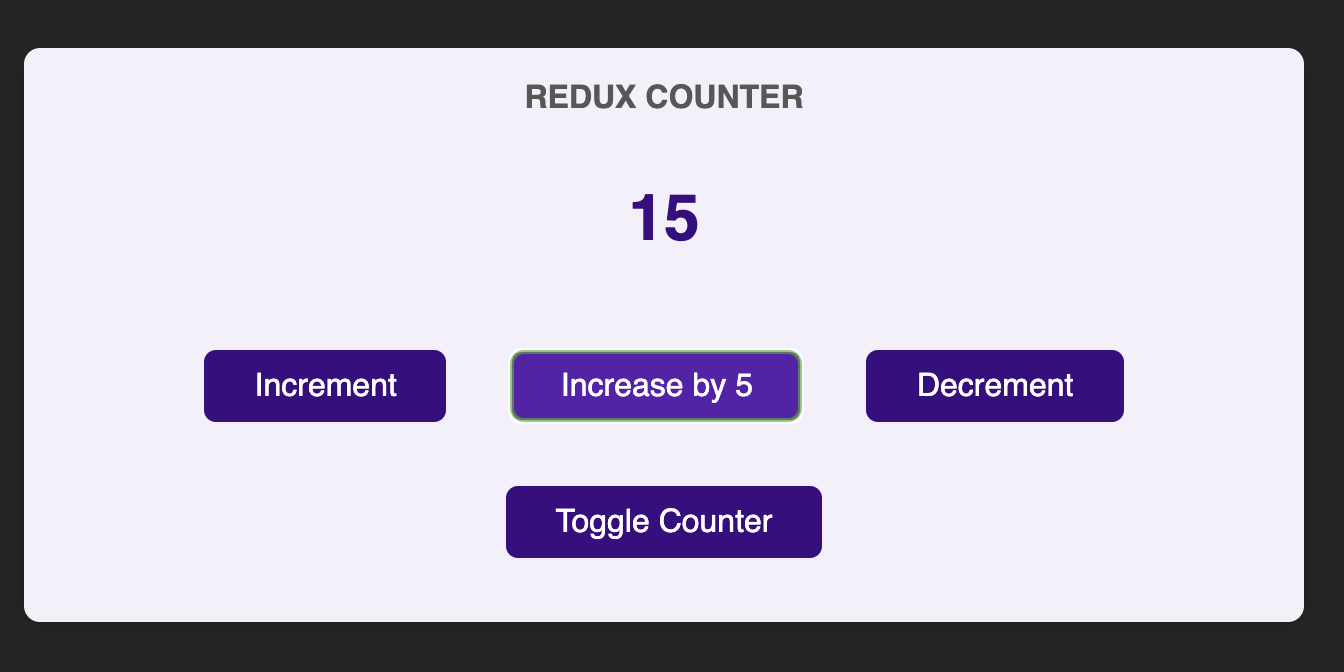 REDUX COUNTER
15
Increment
Increase by 5
Decrement
Toggle Counter